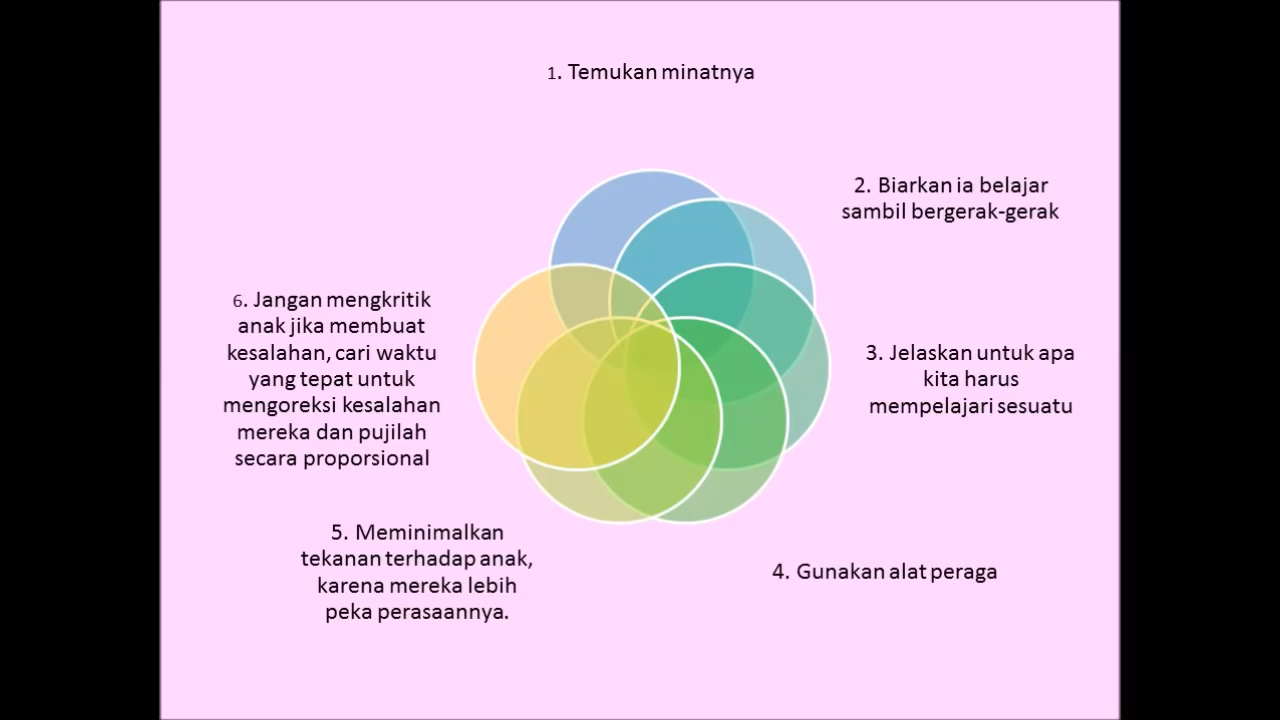 1. Temukan minatnya
2. Biarkan ia belajar
sambil bergerak-gerak
3. Jelaskan untuk apa
kita harus
mempelajari sesuatu
4. Gunakan alat peraga
5. Meminimalkan
tekanan terhadap anak,
karena mereka lebih
peka perasaannya.
6. Jangan mengkritik
anak jika membuat
kesalahan, cari waktu
yang tepat untuk
mengoreksi kesalahan
mereka dan pujilah
secara proporsional